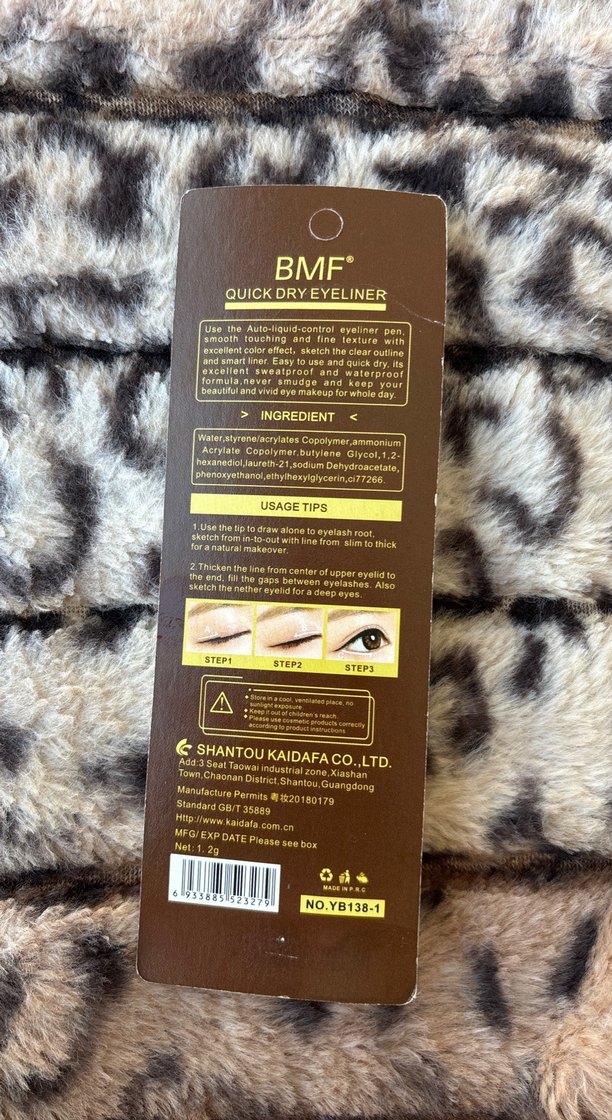 BMF®
QUICK DRY EYELINER
Use the Auto-liquid-control eyeliner pen,
smooth touching and fine texture with
excellent color effect, sketch the clear outline
and smart liner. Easy to use and quick dry, its
excellent sweatproof and waterproof
formula,never smudge and keep your
beautiful and vivid eye makeup for whole day.
> INGREDIENT <
Water,styrene/acrylates Copolymer,ammonium
Acrylate Copolymer,butylene Glycol,1,2-
hexanediol,laureth-21,sodium Dehydroacetate,
phenoxyethanol,ethylhexylglycerin,ci77266.
USAGE TIPS
1.Use the tip to draw alone to eyelash root,
sketch from in-to-out with line from slim to thick
for a natural makeover.
2.Thicken the line from center of upper eyelid to
the end, fill the gaps between eyelashes. Also
sketch the nether eyelid for a deep eyes.
STEP1 STEP2 STEP3
• Store in a cool, ventilated place, no
sunlight exposure.
• Keep it out of children's reach.
• Please use cosmetic products correctly
according to product instructions
SHANTOU KAIDAFA CO.,LTD.
Add:3 Seat Taowai industrial zone,Xiashan
Town,Chaonan District,Shantou,Guangdong
Manufacture Permits 粤妆20180179
Standard GB/T 35889
Http://www.kaidafa.com.cn
MFG/ EXP DATE Please see box
Net: 1. 2g
6 933885 523279
MADE IN P.R.C
NO.YB138-1